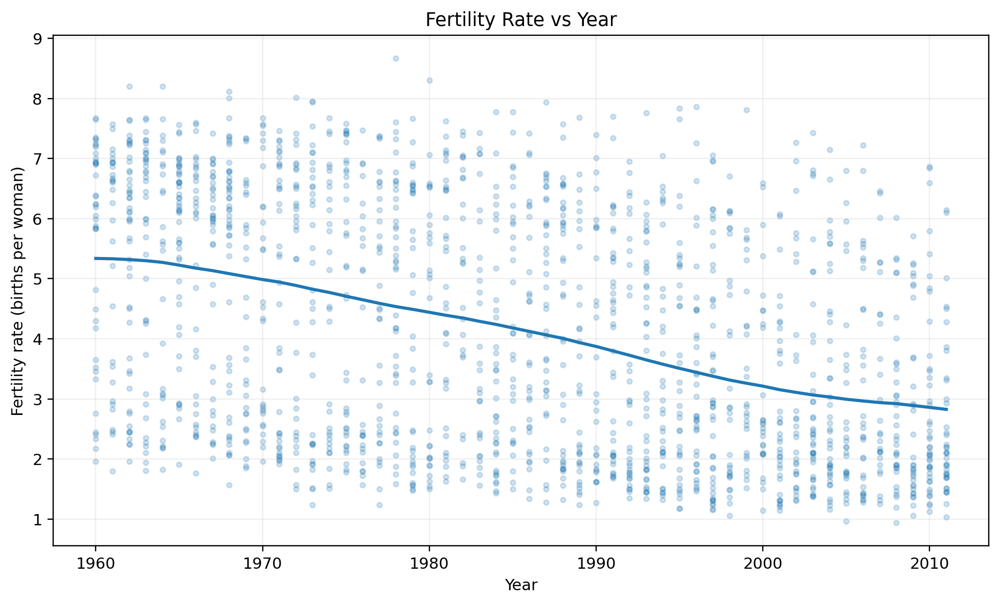 Fertility Rate vs Year
Fertility rate (births per woman)
9
8
7
6
5
4
3
2
1
1960 1970 1980 1990 2000 2010
Year